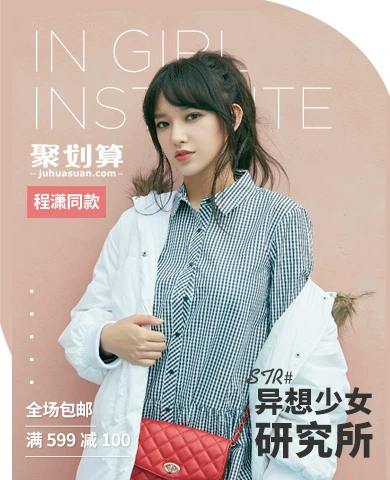 IN GIRL
INSTITUTE
聚划算
juhuasuan.com
程潇同款
全场包邮
满 599 减 100
STR#
异想少女
研究所